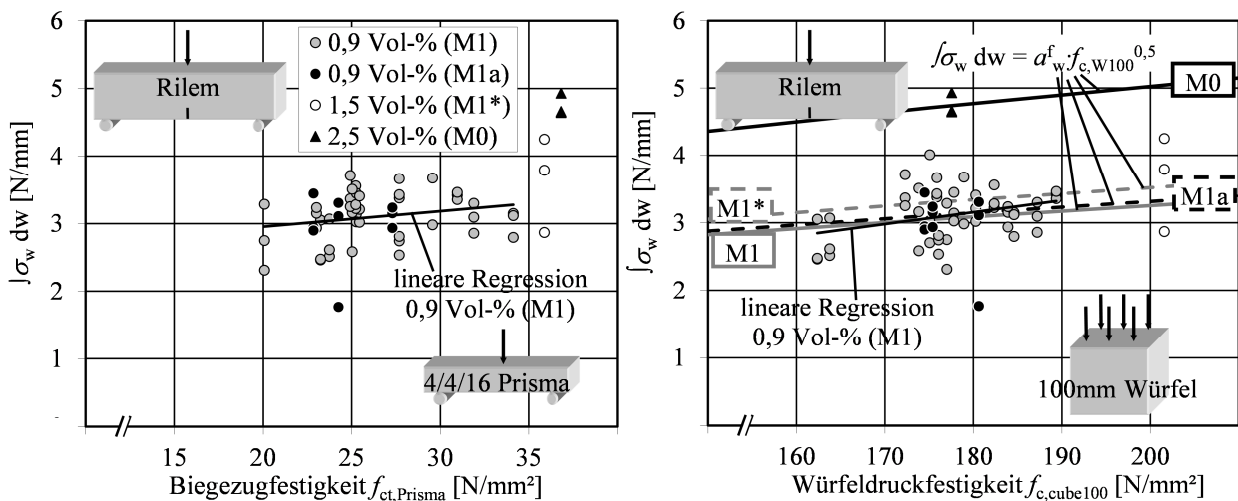 6
5
4
3
2
1
∫σw dw [N/mm]
Rilem
0,9 Vol-% (M1)
0,9 Vol-% (M1a)
1,5 Vol-% (M1*)
2,5 Vol-% (M0)
lineare Regression
0,9 Vol-% (M1)
4/4/16 Prisma
15 20 25 30 35
Biegezugfestigkeit fct,Prisma [N/mm²]
6
5
4
3
2
1
∫σw dw [N/mm]
Rilem
∫σw dw = afw·fc,W100^0,5
M0
M1*
M1a
M1
lineare Regression
0,9 Vol-% (M1)
100mm Würfel
160 170 180 190 200
Würfeldruckfestigkeit fc,cube100 [N/mm²]